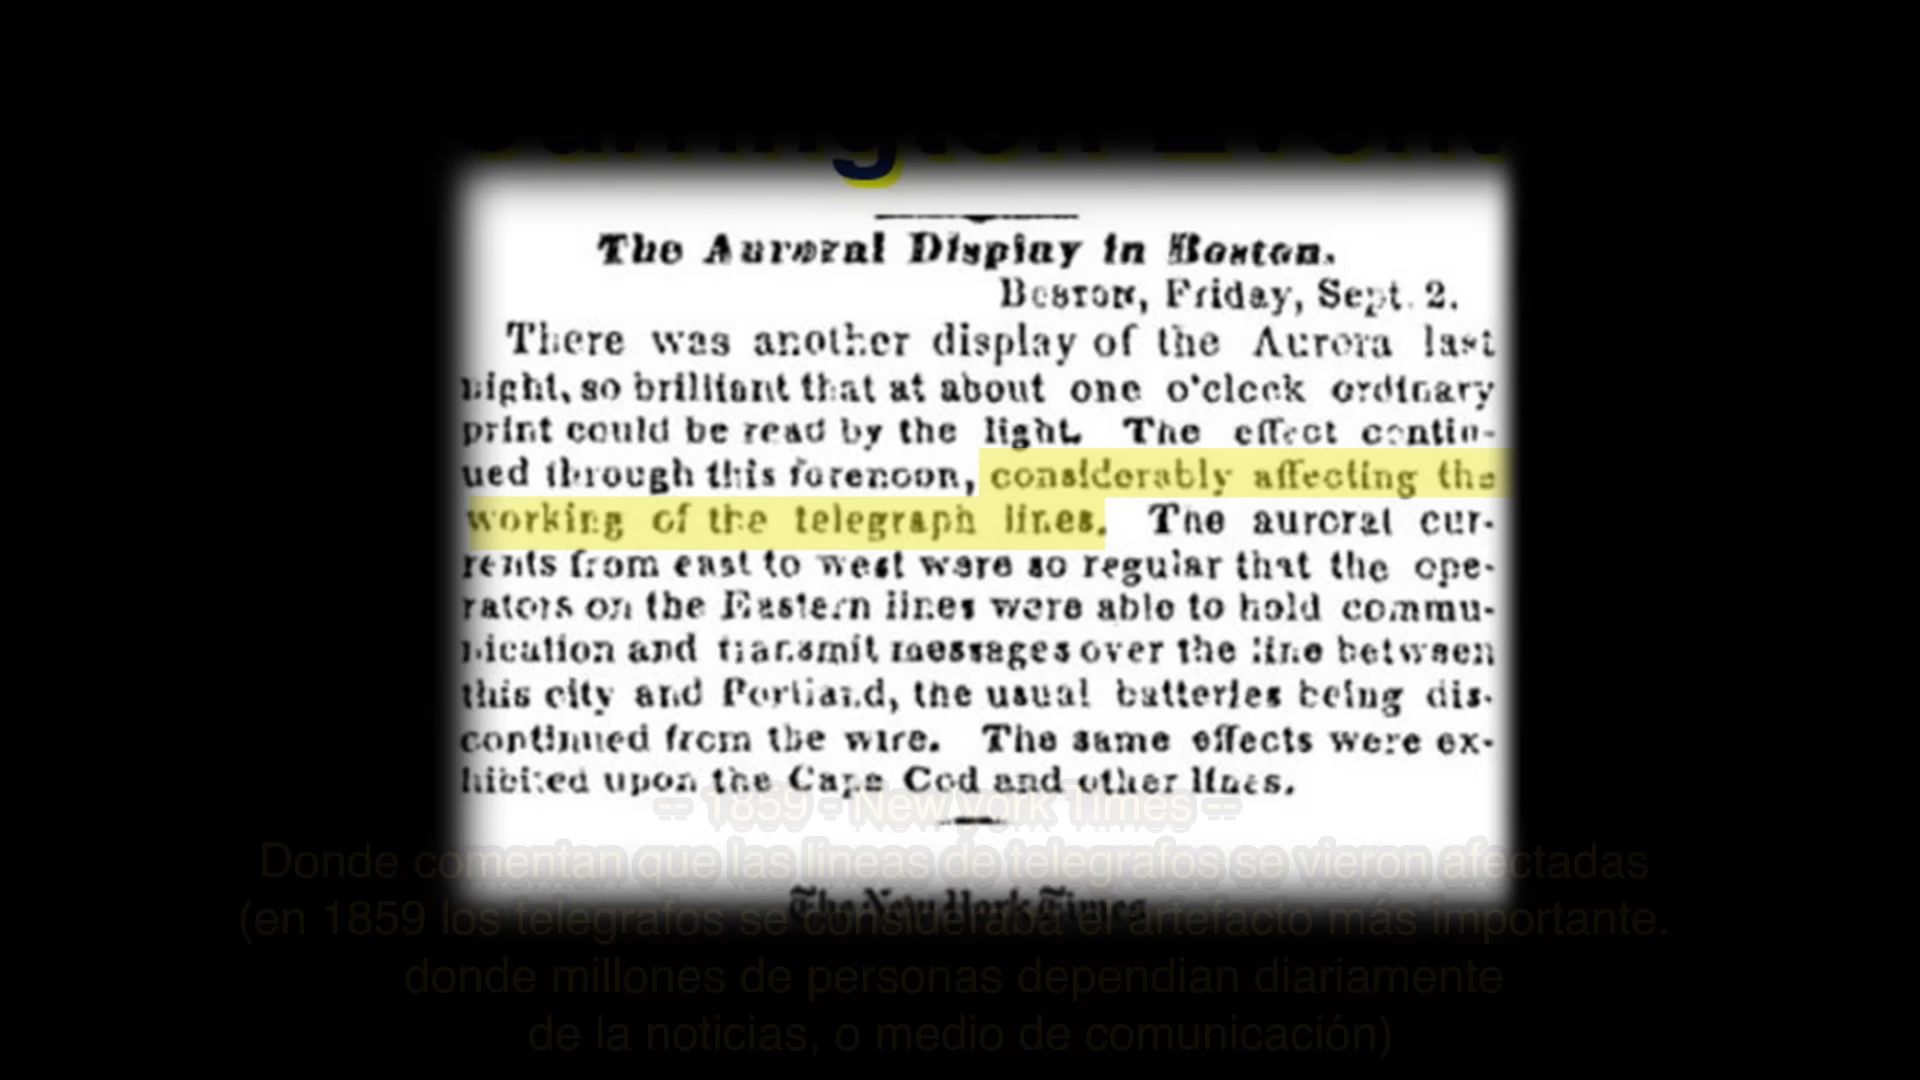 Carrington Event
The Auroral Display in Boston.
Boston, Friday, Sept. 2.
There was another display of the Aurora last
night, so brilliant that at about one o'clock ordinary
print could be read by the light. The effect contin-
ued through this forenoon, considerably affecting the
working of the telegraph lines. The auroral cur-
rents from east to west were so regular that the ope-
rators on the Eastern lines were able to hold commu-
nication and transmit messages over the line between
this city and Portland, the usual batteries being dis-
continued from the wire. The same effects were ex-
hibited upon the Cape Cod and other lines.
= 1859 - New york Times =
Donde comentan que las lineas de telegrafos se vieron afectadas
The New York Times
(en 1859 los telegrafos se consideraba el artefacto más importante.
donde millones de personas dependian diariamente
de la noticias, o medio de comunicación)